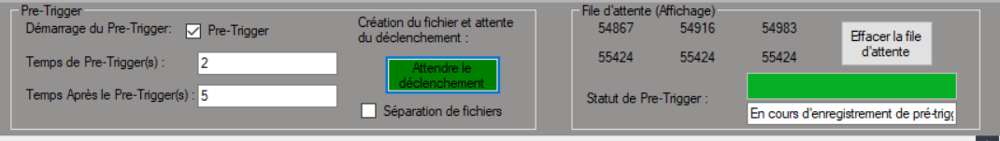 Pre-Trigger
Démarrage du Pre-Trigger:
Pre-Trigger
Temps de Pre-Trigger(s) :
2
Temps Après le Pre-Trigger(s) :
5
Création du fichier et attente
du déclenchement :
Attendre le
déclenchement
Séparation de fichiers
File d'attente (Affichage)
54867 54916 54983
55424 55424 55424
Effacer la file
d'attente
Statut de Pre-Trigger :
En cours d'enregistrement de pré-trigg